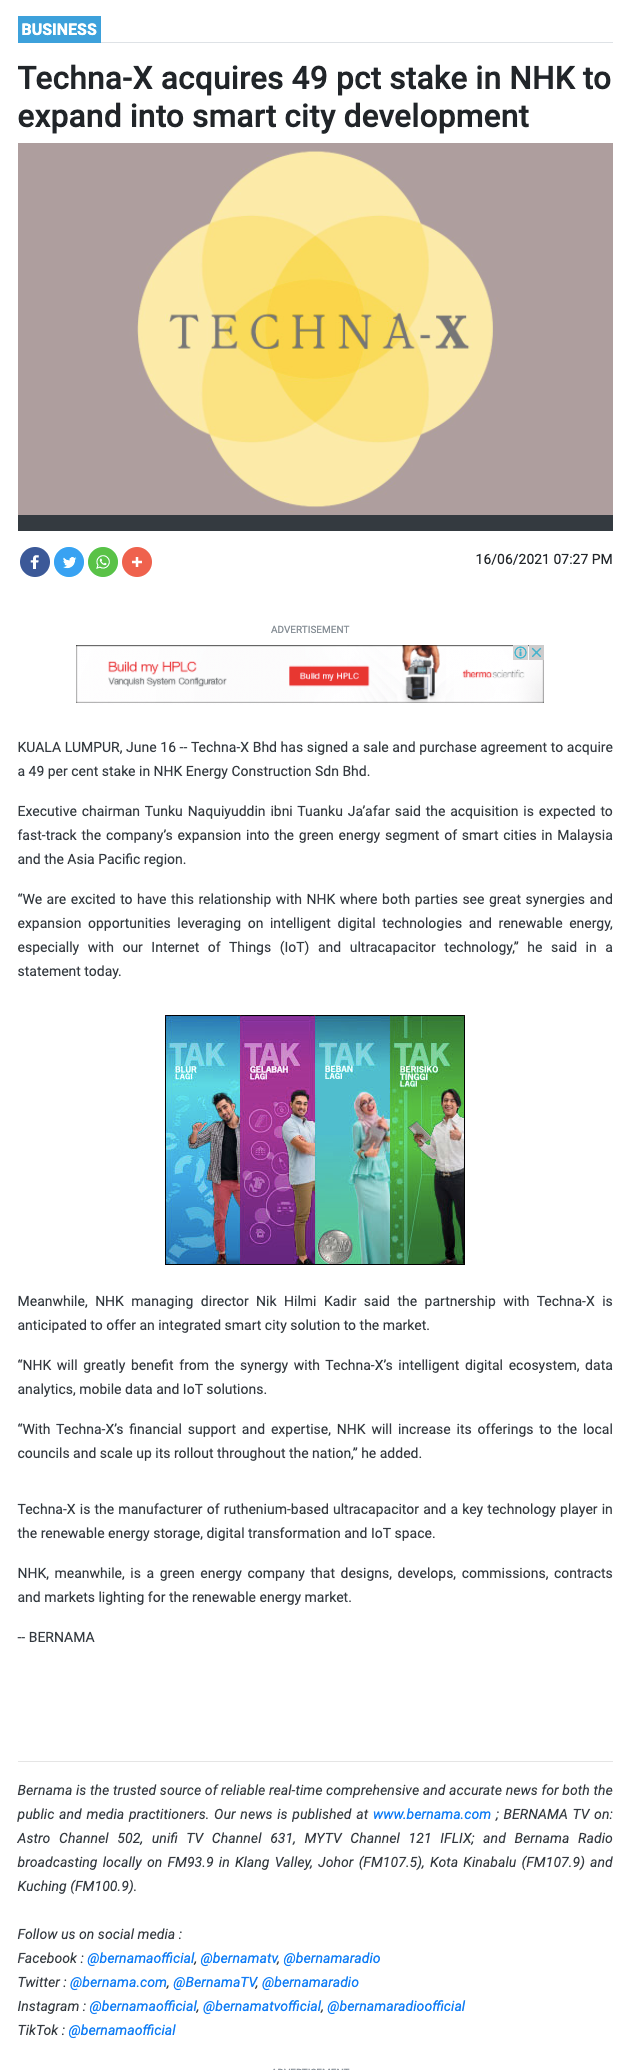 BUSINESS
Techna-X acquires 49 pct stake in NHK to
expand into smart city development
TECHNA-X
16/06/2021 07:27 PM
ADVERTISEMENT
Build my HPLC
Vanquish System Configurator
Build my HPLC
thermo scientific
KUALA LUMPUR, June 16 -- Techna-X Bhd has signed a sale and purchase agreement to acquire
a 49 per cent stake in NHK Energy Construction Sdn Bhd.
Executive chairman Tunku Naquiyuddin ibni Tuanku Ja’afar said the acquisition is expected to
fast-track the company’s expansion into the green energy segment of smart cities in Malaysia
and the Asia Pacific region.
“We are excited to have this relationship with NHK where both parties see great synergies and
expansion opportunities leveraging on intelligent digital technologies and renewable energy,
especially with our Internet of Things (IoT) and ultracapacitor technology,” he said in a
statement today.
TAK BLUR LAGI
TAK GELABAH LAGI
TAK BEBAN LAGI
TAK BERISIKO TINGGI LAGI
Meanwhile, NHK managing director Nik Hilmi Kadir said the partnership with Techna-X is
anticipated to offer an integrated smart city solution to the market.
“NHK will greatly benefit from the synergy with Techna-X’s intelligent digital ecosystem, data
analytics, mobile data and IoT solutions.
“With Techna-X’s financial support and expertise, NHK will increase its offerings to the local
councils and scale up its rollout throughout the nation,” he added.
Techna-X is the manufacturer of ruthenium-based ultracapacitor and a key technology player in
the renewable energy storage, digital transformation and IoT space.
NHK, meanwhile, is a green energy company that designs, develops, commissions, contracts
and markets lighting for the renewable energy market.
-- BERNAMA
Bernama is the trusted source of reliable real-time comprehensive and accurate news for both the
public and media practitioners. Our news is published at www.bernama.com ; BERNAMA TV on:
Astro Channel 502, unifi TV Channel 631, MYTV Channel 121 IFLIX; and Bernama Radio
broadcasting locally on FM93.9 in Klang Valley, Johor (FM107.5), Kota Kinabalu (FM107.9) and
Kuching (FM100.9).
Follow us on social media :
Facebook : @bernamaofficial, @bernamatv, @bernamaradio
Twitter : @bernama.com, @BernamaTV, @bernamaradio
Instagram : @bernamaofficial, @bernamatvofficial, @bernamaradioofficial
TikTok : @bernamaofficial